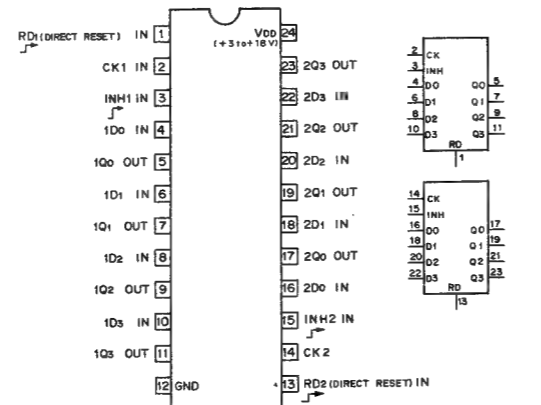 RD1 (DIRECT RESET) IN 1
CK1 IN 2
INH1 IN 3
1D0 IN 4
1Q0 OUT 5
1D1 IN 6
1Q1 OUT 7
1D2 IN 8
1Q2 OUT 9
1D3 IN 10
1Q3 OUT 11
12 GND
VDD 24
(+3 to +18V)
23 2Q3 OUT
22 2D3 IN
21 2Q2 OUT
20 2D2 IN
19 2Q1 OUT
18 2D1 IN
17 2Q0 OUT
16 2D0 IN
15 INH2 IN
14 CK2
13 RD2 (DIRECT RESET) IN
2 CK
3 INH
4 D0 Q0 5
6 D1 Q1 7
8 D2 Q2 9
10 D3 Q3 11
RD
1
14 CK
15 INH
16 D0 Q0 17
18 D1 Q1 19
20 D2 Q2 21
22 D3 Q3 23
RD
13